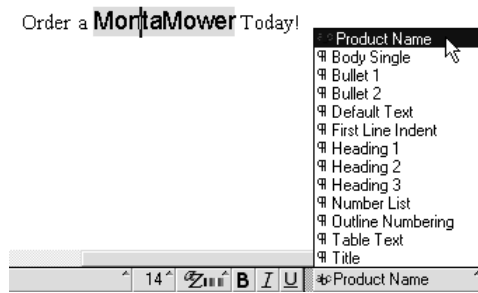 Order a MontaMower Today!
Product Name
¶ Body Single
¶ Bullet 1
¶ Bullet 2
¶ Default Text
¶ First Line Indent
¶ Heading 1
¶ Heading 2
¶ Heading 3
¶ Number List
¶ Outline Numbering
¶ Table Text
¶ Title
14 B I U Product Name